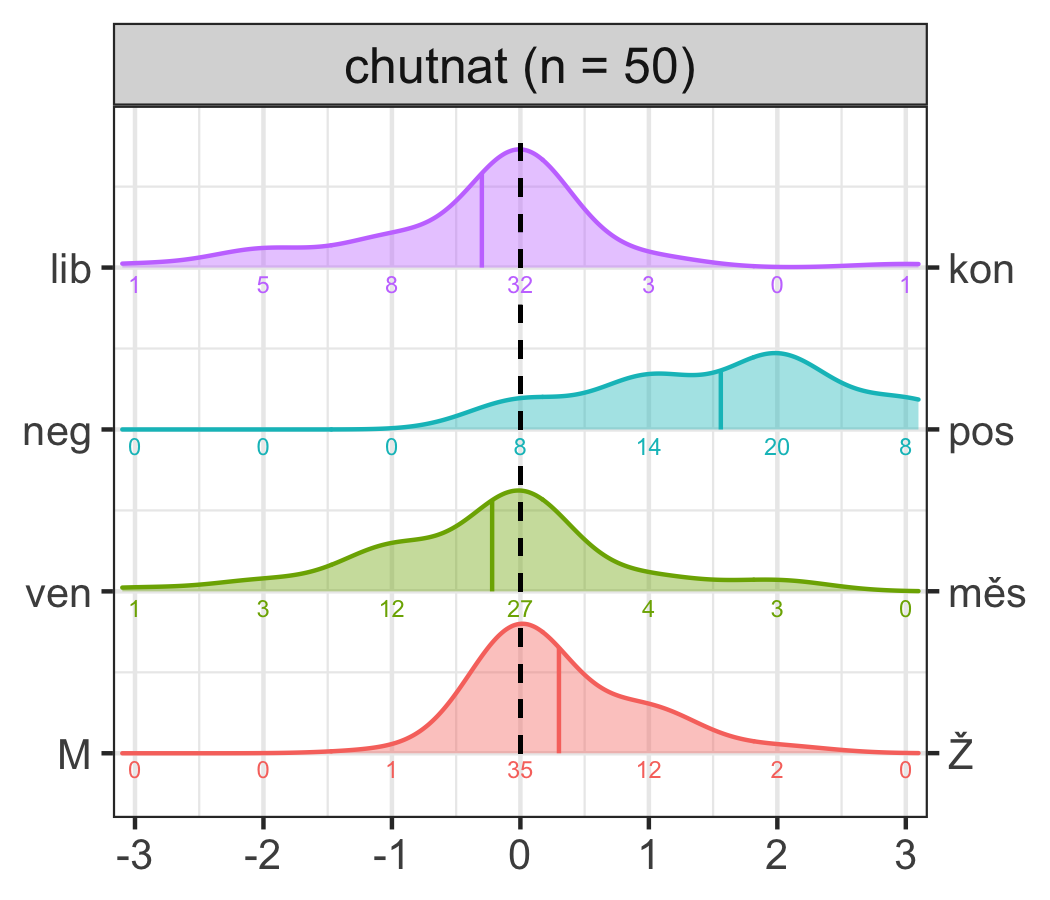 chutnat (n = 50)
lib kon
1 5 8 32 3 0 1
neg pos
0 0 0 8 14 20 8
ven měs
1 3 12 27 4 3 0
M Ž
0 0 1 35 12 2 0
-3 -2 -1 0 1 2 3